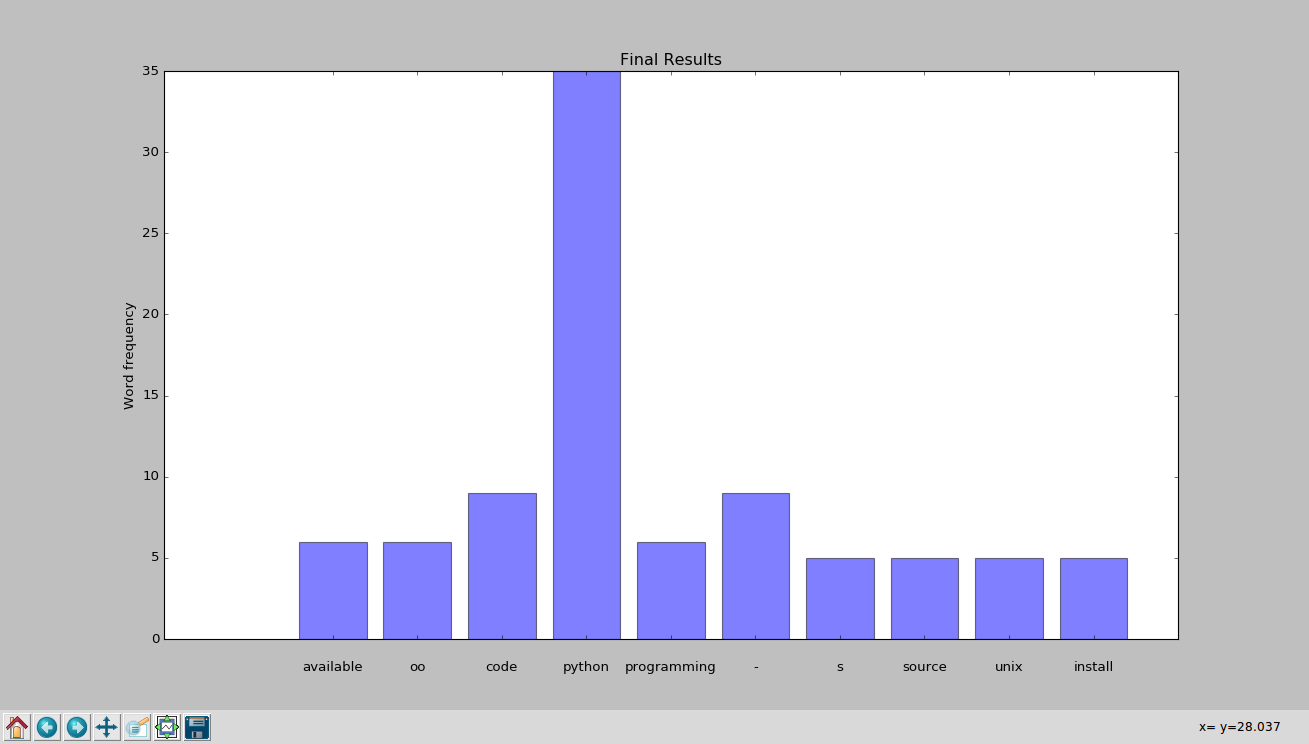 Final Results
35
30
25
20
15
10
5
0
Word frequency
available oo code python programming - s source unix install
x= y=28.037